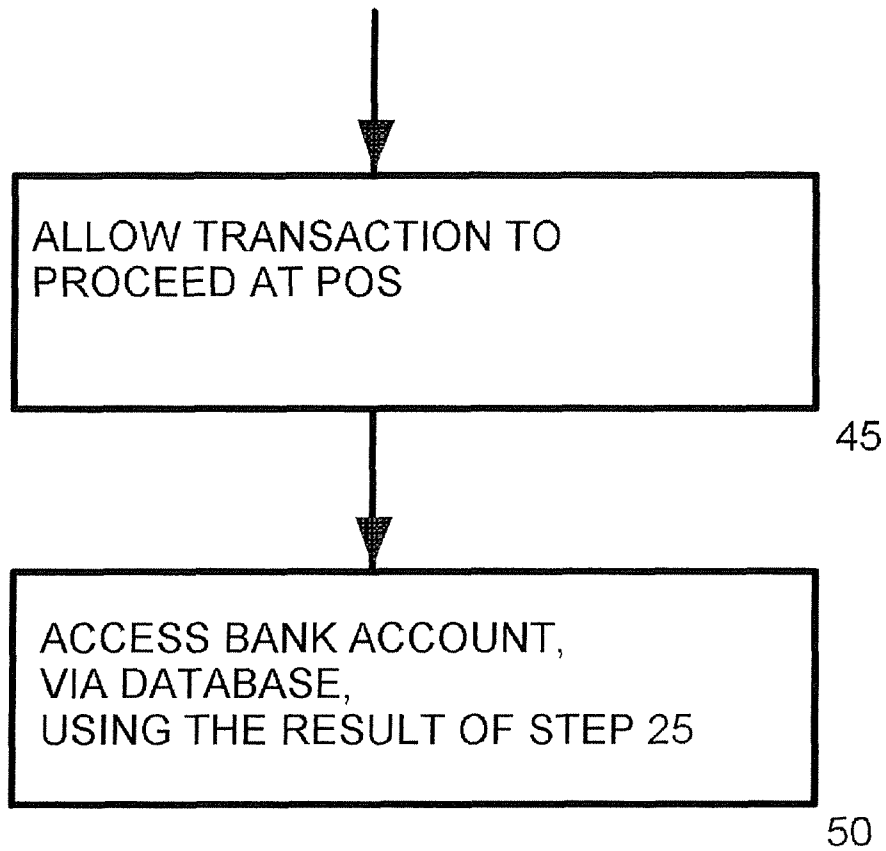 ALLOW TRANSACTION TO
PROCEED AT POS
45
ACCESS BANK ACCOUNT,
VIA DATABASE,
USING THE RESULT OF STEP 25
50